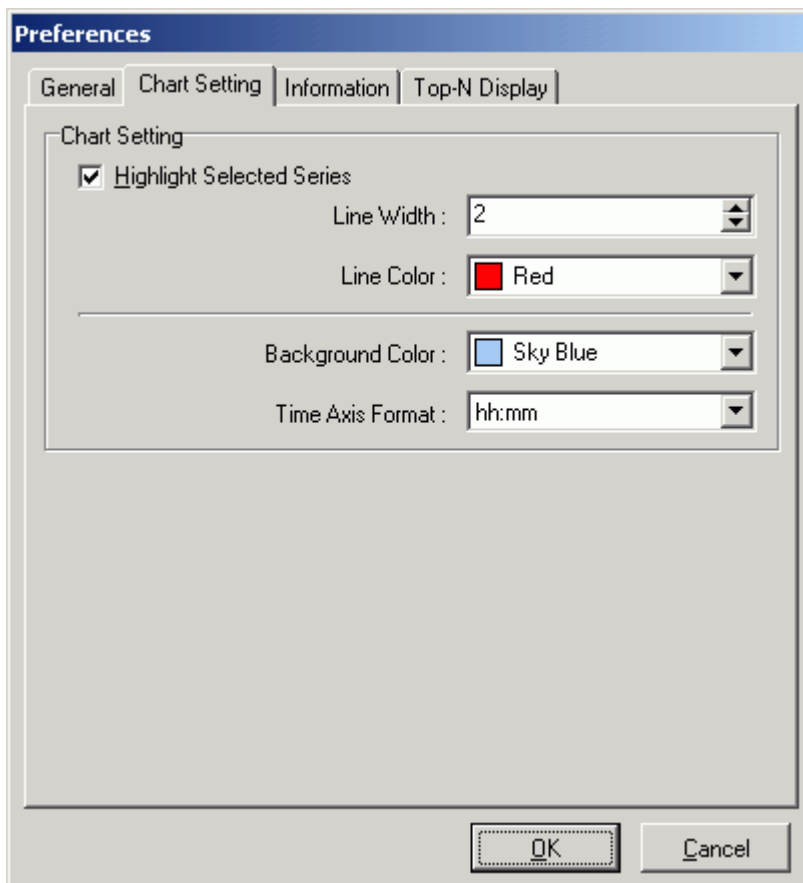 Preferences
General Chart Setting Information Top-N Display
Chart Setting
Highlight Selected Series
Line Width : 2
Line Color : Red
Background Color : Sky Blue
Time Axis Format : hh:mm
OK Cancel